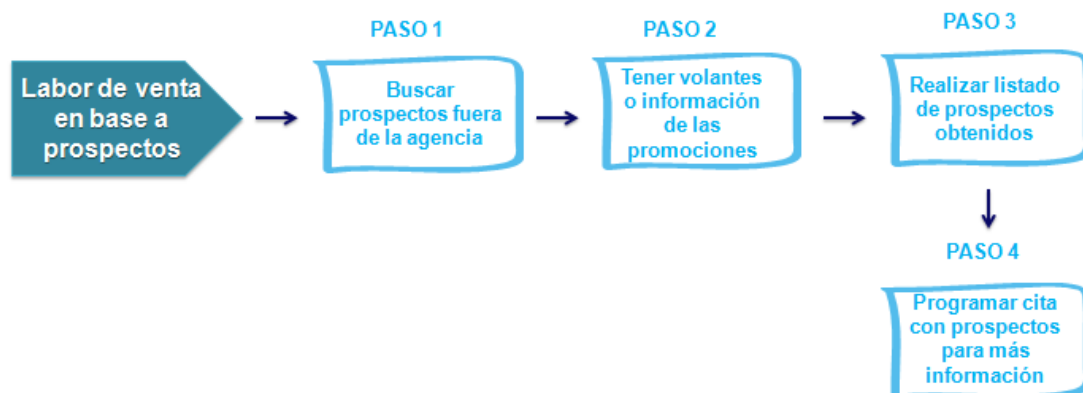 Labor de venta
en base a
prospectos
PASO 1
Buscar
prospectos fuera
de la agencia
PASO 2
Tener volantes
o información
de las
promociones
PASO 3
Realizar listado
de prospectos
obtenidos
PASO 4
Programar cita
con prospectos
para más
información